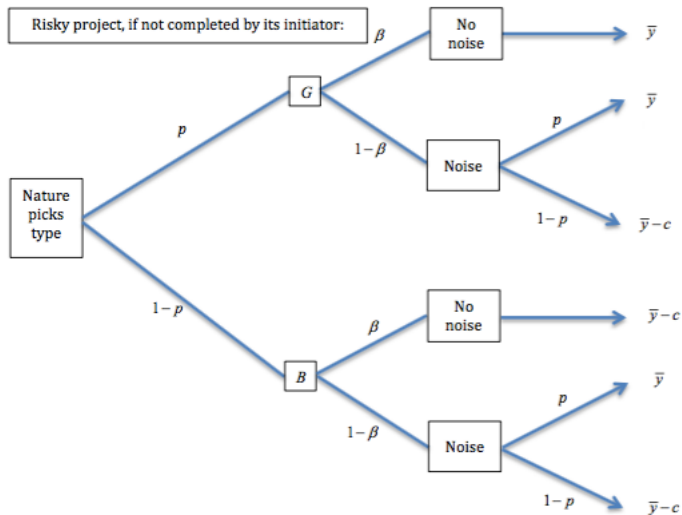 Risky project, if not completed by its initiator:
β
No
noise
y̅
G
p
1−β
Noise
p
y̅
1−p
y̅−c
Nature
picks
type
1−p
B
β
No
noise
y̅−c
1−β
Noise
p
y̅
1−p
y̅−c